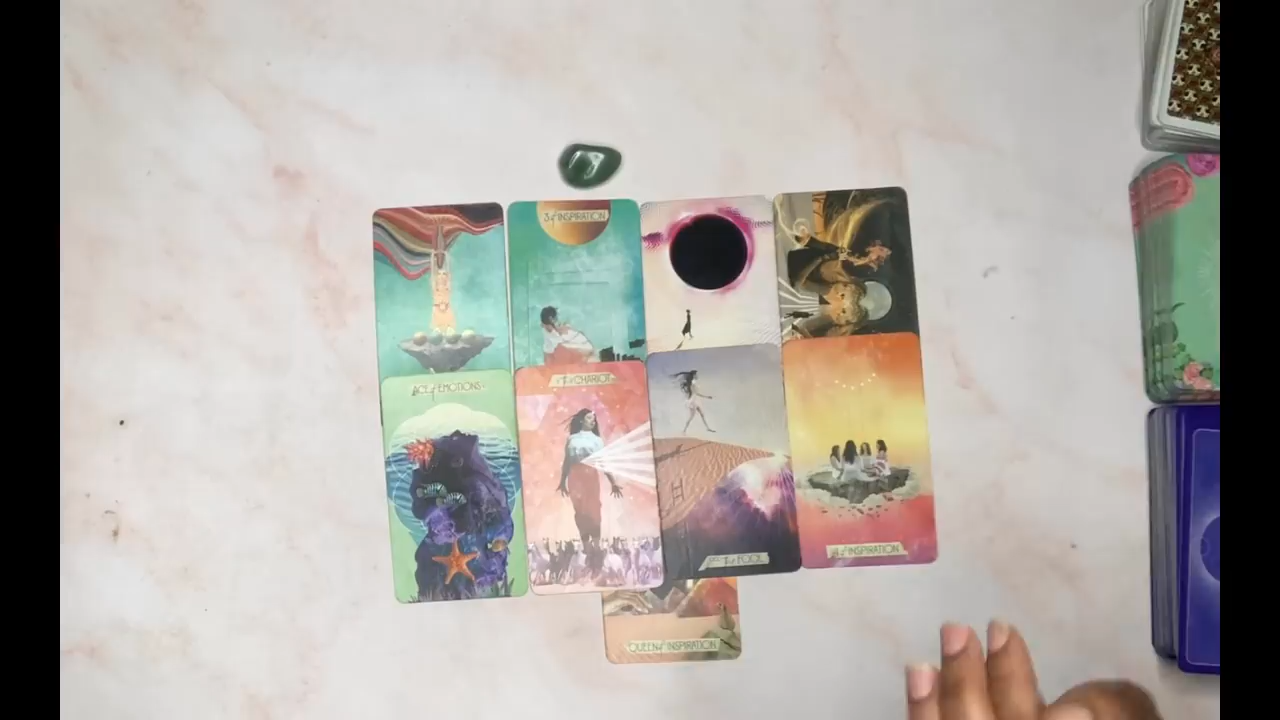 3 of INSPIRATION
ACE of EMOTIONS
The CHARIOT
The FOOL
4 of INSPIRATION
QUEEN of INSPIRATION